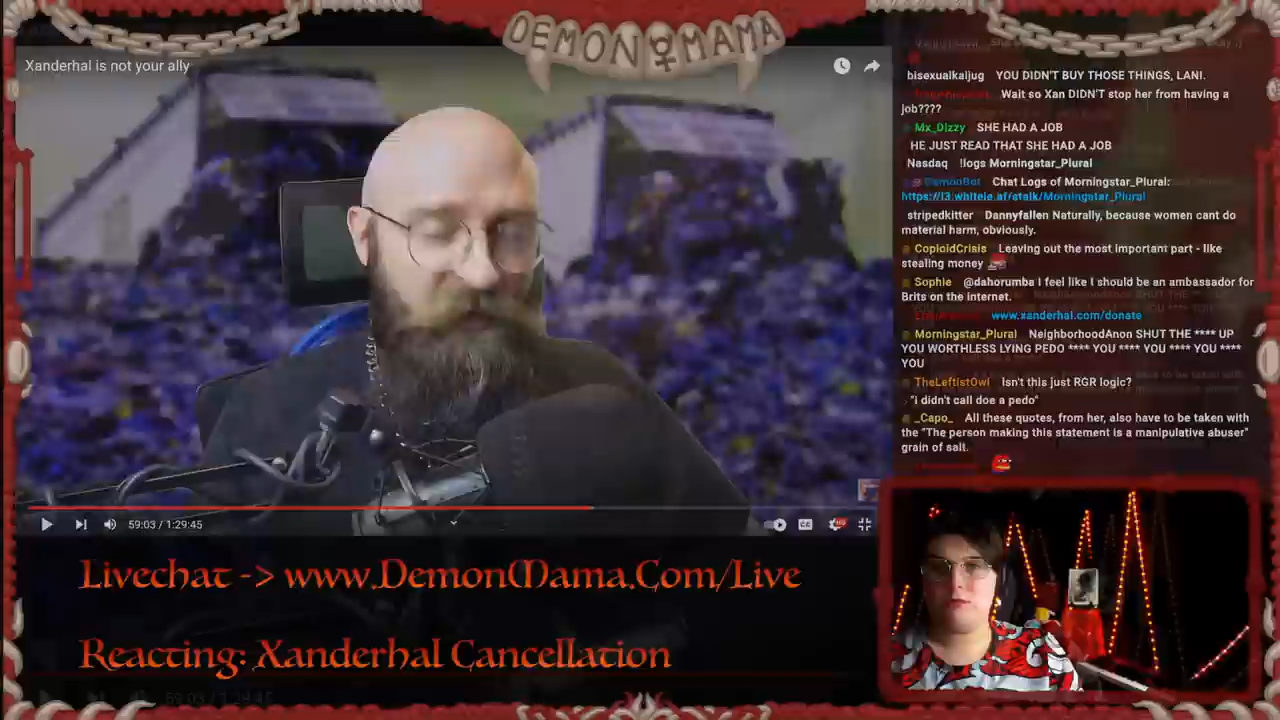 DEMON MAMA
Xanderhal is not your ally
bisexualkaijug YOU DIDN'T BUY THOSE THINGS, LANI.
Wait so Xan DIDN'T stop her from having a
job????
Mx_Dizzy SHE HAD A JOB
HE JUST READ THAT SHE HAD A JOB
Nasdaq !logs Morningstar_Plural
DemonBot Chat Logs of Morningstar_Plural:
stripedkitter Dannyfallen Naturally, because women cant do
material harm, obviously.
CopioidCrisis Leaving out the most important part - like
stealing money
Sophie @dahorumba I feel like I should be an ambassador for
Brits on the internet.
www.xanderhal.com/donate
Morningstar_Plural NeighborhoodAnon SHUT THE **** UP
YOU WORTHLESS LYING PEDO **** YOU **** YOU **** YOU ****
YOU
TheLeftistOwl Isn't this just RGR logic?
"i didn't call doe a pedo"
_Capo_ All these quotes, from her, also have to be taken with
the "The person making this statement is a manipulative abuser"
grain of salt.
59:03 / 1:29:45
CC
Livechat -> www.DemonMama.Com/Live
Reacting: Xanderhal Cancellation
59:03 / 1:29:45